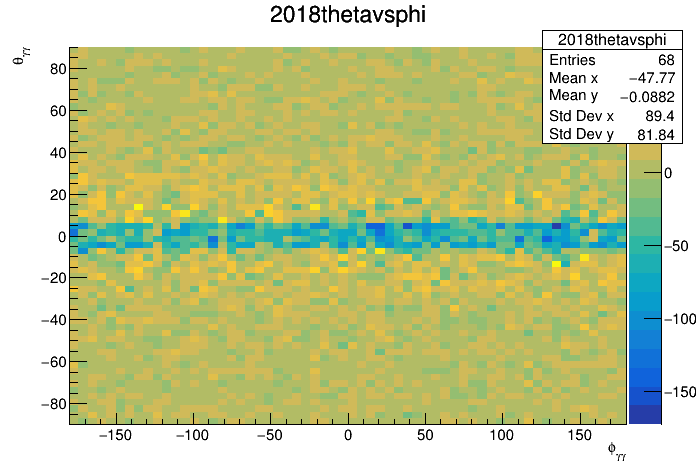 2018thetavsphi
2018thetavsphi
Entries 68
Mean x −47.77
Mean y −0.0882
Std Dev x 89.4
Std Dev y 81.84
θγγ
80
60
40
20
0
−20
−40
−60
−80
−150 −100 −50 0 50 100 150
ϕγγ
0
−50
−100
−150